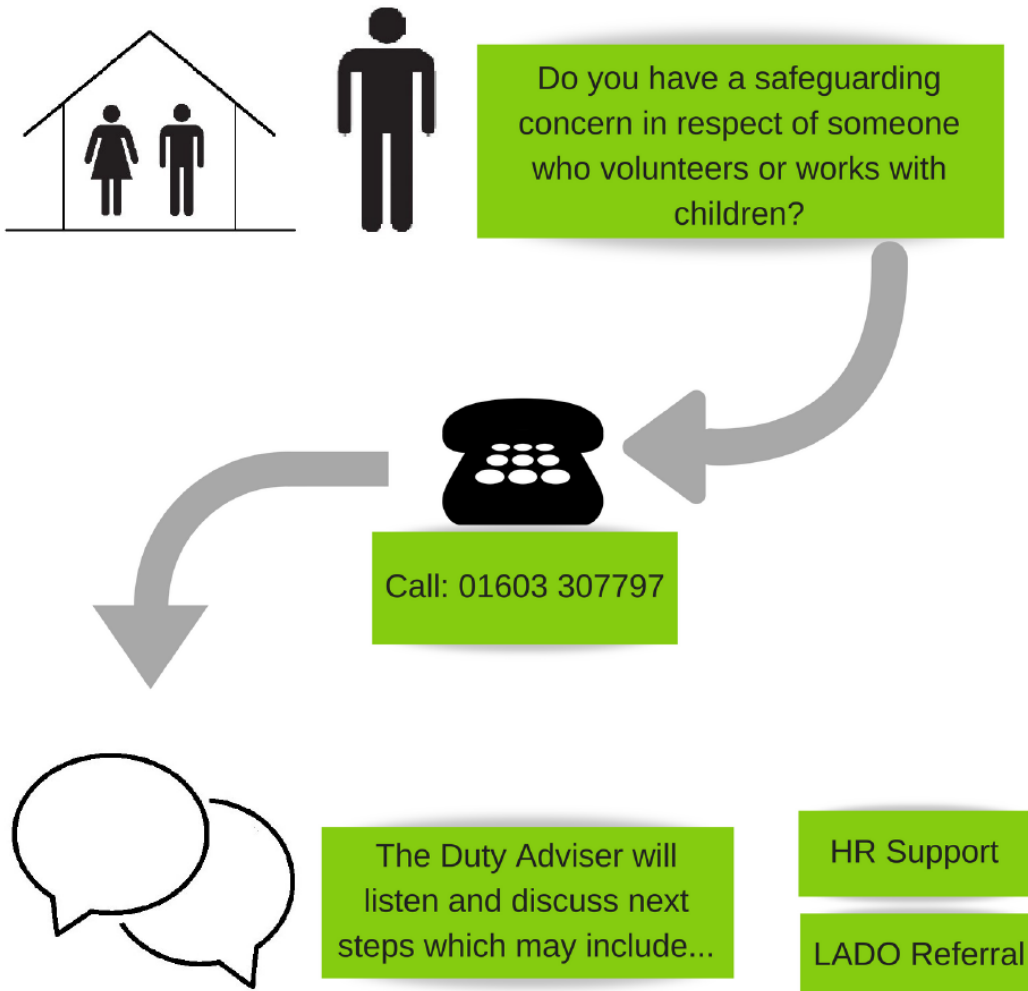 Do you have a safeguarding
concern in respect of someone
who volunteers or works with
children?
Call: 01603 307797
The Duty Adviser will
listen and discuss next
steps which may include...
HR Support
LADO Referral